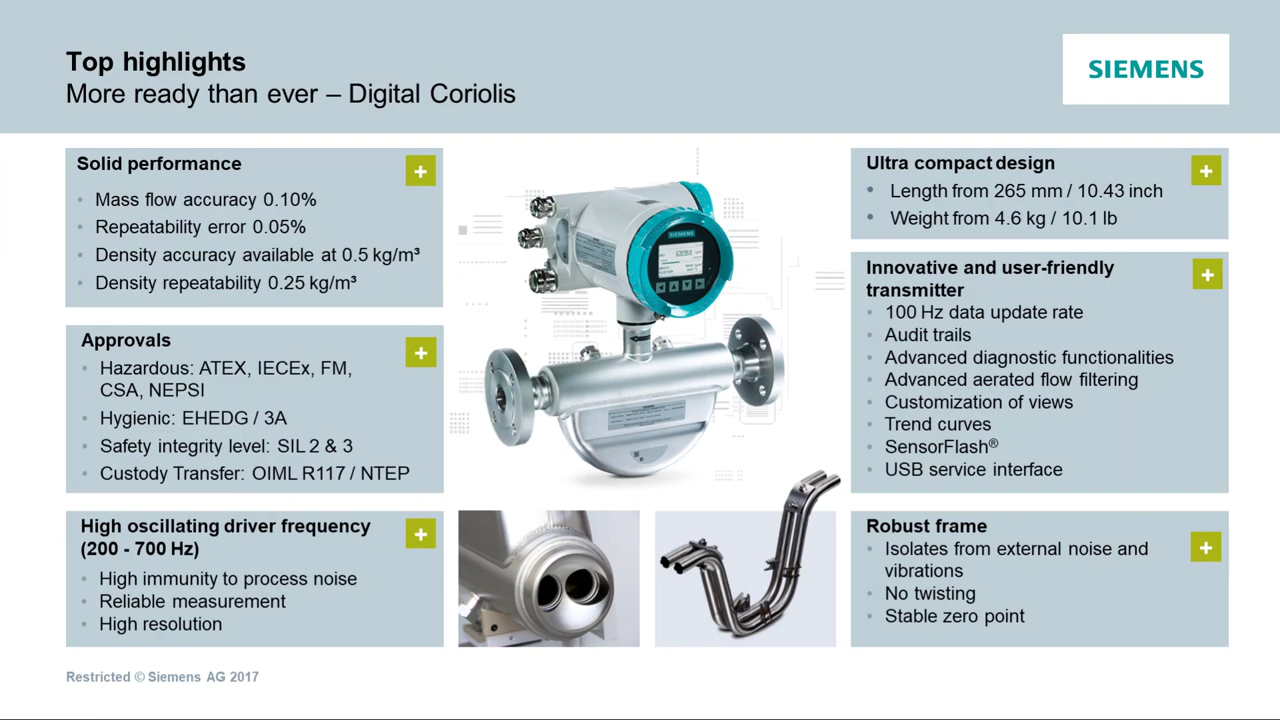 Top highlights
More ready than ever – Digital Coriolis
SIEMENS
Solid performance
• Mass flow accuracy 0.10%
• Repeatability error 0.05%
• Density accuracy available at 0.5 kg/m³
• Density repeatability 0.25 kg/m³
Approvals
• Hazardous: ATEX, IECEx, FM,
CSA, NEPSI
• Hygienic: EHEDG / 3A
• Safety integrity level: SIL 2 & 3
• Custody Transfer: OIML R117 / NTEP
High oscillating driver frequency
(200 - 700 Hz)
• High immunity to process noise
• Reliable measurement
• High resolution
SIEMENS
Ultra compact design
• Length from 265 mm / 10.43 inch
• Weight from 4.6 kg / 10.1 lb
Innovative and user-friendly
transmitter
• 100 Hz data update rate
• Audit trails
• Advanced diagnostic functionalities
• Advanced aerated flow filtering
• Customization of views
• Trend curves
• SensorFlash®
• USB service interface
Robust frame
• Isolates from external noise and
vibrations
• No twisting
• Stable zero point
Restricted © Siemens AG 2017